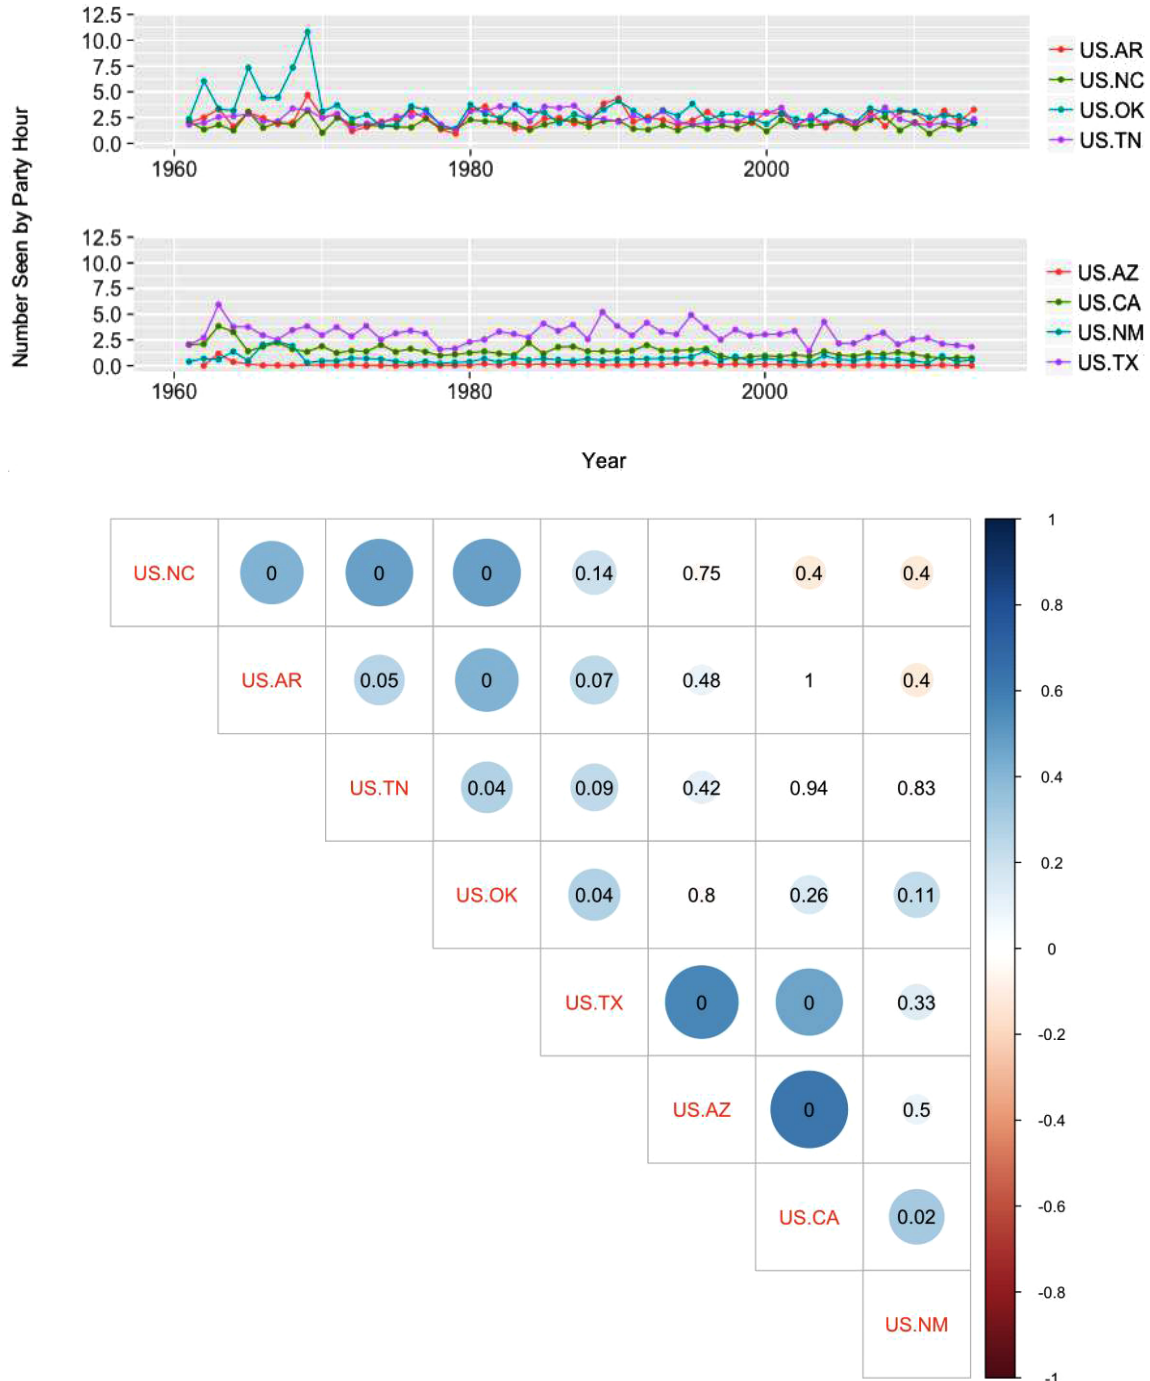 Number Seen by Party Hour
12.5
10.0
7.5
5.0
2.5
0.0
1960 1980 2000
US.AR
US.NC
US.OK
US.TN
12.5
10.0
7.5
5.0
2.5
0.0
1960 1980 2000
US.AZ
US.CA
US.NM
US.TX
Year
US.NC 0 0 0 0.14 0.75 0.4 0.4
US.AR 0.05 0 0.07 0.48 1 0.4
US.TN 0.04 0.09 0.42 0.94 0.83
US.OK 0.04 0.8 0.26 0.11
US.TX 0 0 0.33
US.AZ 0 0.5
US.CA 0.02
US.NM
1
0.8
0.6
0.4
0.2
0
-0.2
-0.4
-0.6
-0.8
-1